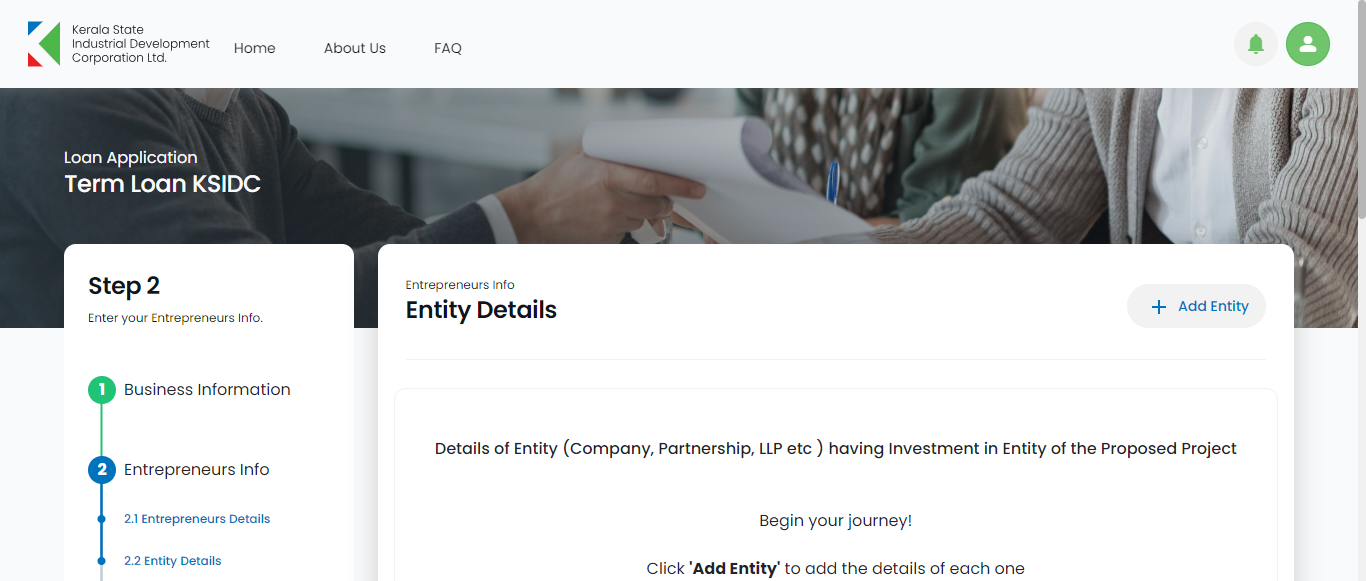 Kerala State
Industrial Development
Corporation Ltd.
Home
About Us
FAQ
Loan Application
Term Loan KSIDC
Step 2
Enter your Entrepreneurs Info.
1 Business Information
2 Entrepreneurs Info
2.1 Entrepreneurs Details
2.2 Entity Details
Entrepreneurs Info
Entity Details
+ Add Entity
Details of Entity (Company, Partnership, LLP etc ) having Investment in Entity of the Proposed Project
Begin your journey!
Click 'Add Entity' to add the details of each one